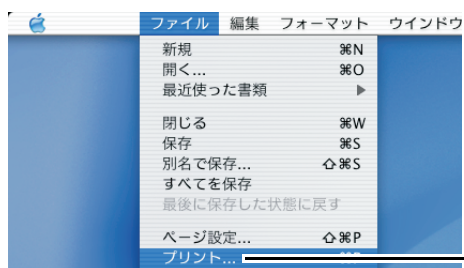 ファイル 編集 フォーマット ウインドウ
新規 ⌘N
開く... ⌘O
最近使った書類 ▶
閉じる ⌘W
保存 ⌘S
別名で保存... ⇧⌘S
すべてを保存
最後に保存した状態に戻す
ページ設定... ⇧⌘P
プリント...